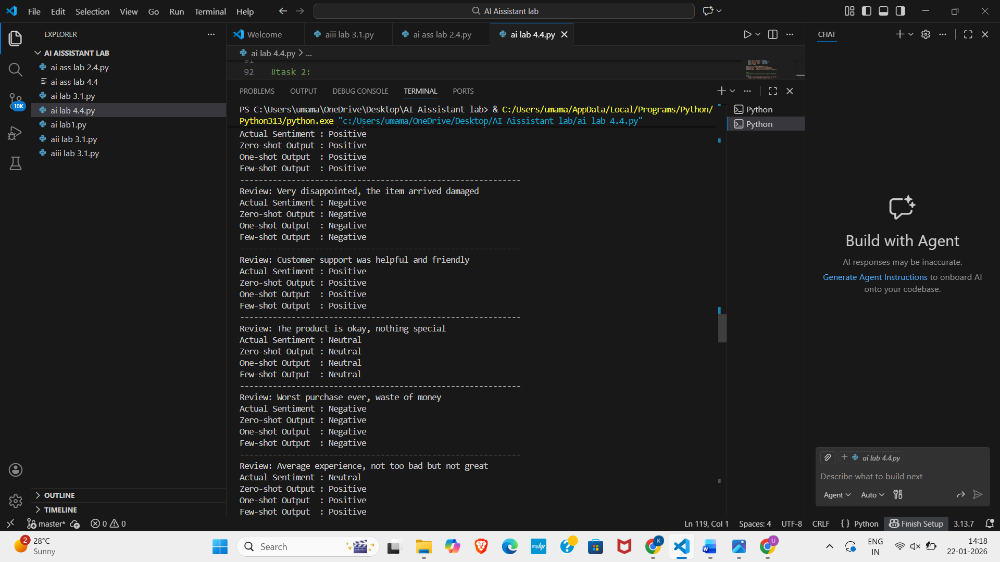 File Edit Selection View Go Run Terminal Help
AI Aissistant lab
EXPLORER
AI AISSISTANT LAB
ai ass lab 2.4.py
ai ass lab 4.4
ai lab 3.1.py
ai lab 4.4.py
ai lab1.py
aii lab 3.1.py
aiii lab 3.1.py
10K
OUTLINE
TIMELINE
Welcome
aiii lab 3.1.py
ai ass lab 2.4.py
ai lab 4.4.py
ai lab 4.4.py > ...
91
92 #task 2:
PROBLEMS OUTPUT DEBUG CONSOLE TERMINAL PORTS
PS C:\Users\umama\OneDrive\Desktop\AI Aissistant lab> & C:/Users/umama/AppData/Local/Programs/Python/
Python313/python.exe "c:/Users/umama/OneDrive/Desktop/AI Aissistant lab/ai lab 4.4.py"
Actual Sentiment : Positive
Zero-shot Output : Positive
One-shot Output  : Positive
Few-shot Output  : Positive
------------------------------------------------------------
Review: Very disappointed, the item arrived damaged
Actual Sentiment : Negative
Zero-shot Output : Negative
One-shot Output  : Negative
Few-shot Output  : Negative
------------------------------------------------------------
Review: Customer support was helpful and friendly
Actual Sentiment : Positive
Zero-shot Output : Positive
One-shot Output  : Positive
Few-shot Output  : Positive
------------------------------------------------------------
Review: The product is okay, nothing special
Actual Sentiment : Neutral
Zero-shot Output : Neutral
One-shot Output  : Neutral
Few-shot Output  : Neutral
------------------------------------------------------------
Review: Worst purchase ever, waste of money
Actual Sentiment : Negative
Zero-shot Output : Negative
One-shot Output  : Negative
Few-shot Output  : Negative
------------------------------------------------------------
Review: Average experience, not too bad but not great
Actual Sentiment : Neutral
Zero-shot Output : Positive
One-shot Output  : Positive
Few-shot Output  : Positive
Python
Python
CHAT
Build with Agent
AI responses may be inaccurate.
Generate Agent Instructions to onboard AI
onto your codebase.
ai lab 4.4.py
Describe what to build next
Agent Auto
master* 0 0
Ln 119, Col 1 Spaces: 4 UTF-8 CRLF { } Python Finish Setup 3.13.7
2
28°C
Sunny
Search
myhp
K
W
U
ENG
IN
14:18
22-01-2026